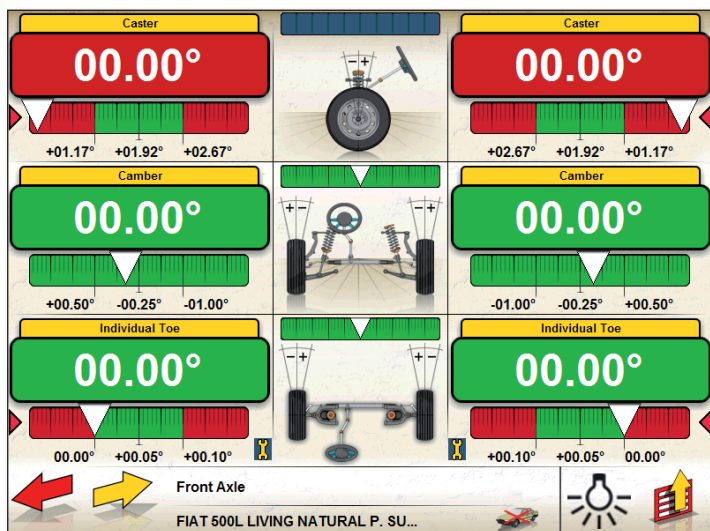 Caster Caster
00.00° 00.00°
- +
+01.17° +01.92° +02.67° +02.67° +01.92° +01.17°
Camber Camber
00.00° 00.00°
+ - + -
+00.50° -00.25° -01.00° -01.00° -00.25° +00.50°
Individual Toe Individual Toe
00.00° 00.00°
- + - +
00.00° +00.05° +00.10° +00.10° +00.05° 00.00°
Front Axle
FIAT 500L LIVING NATURAL P. SU...